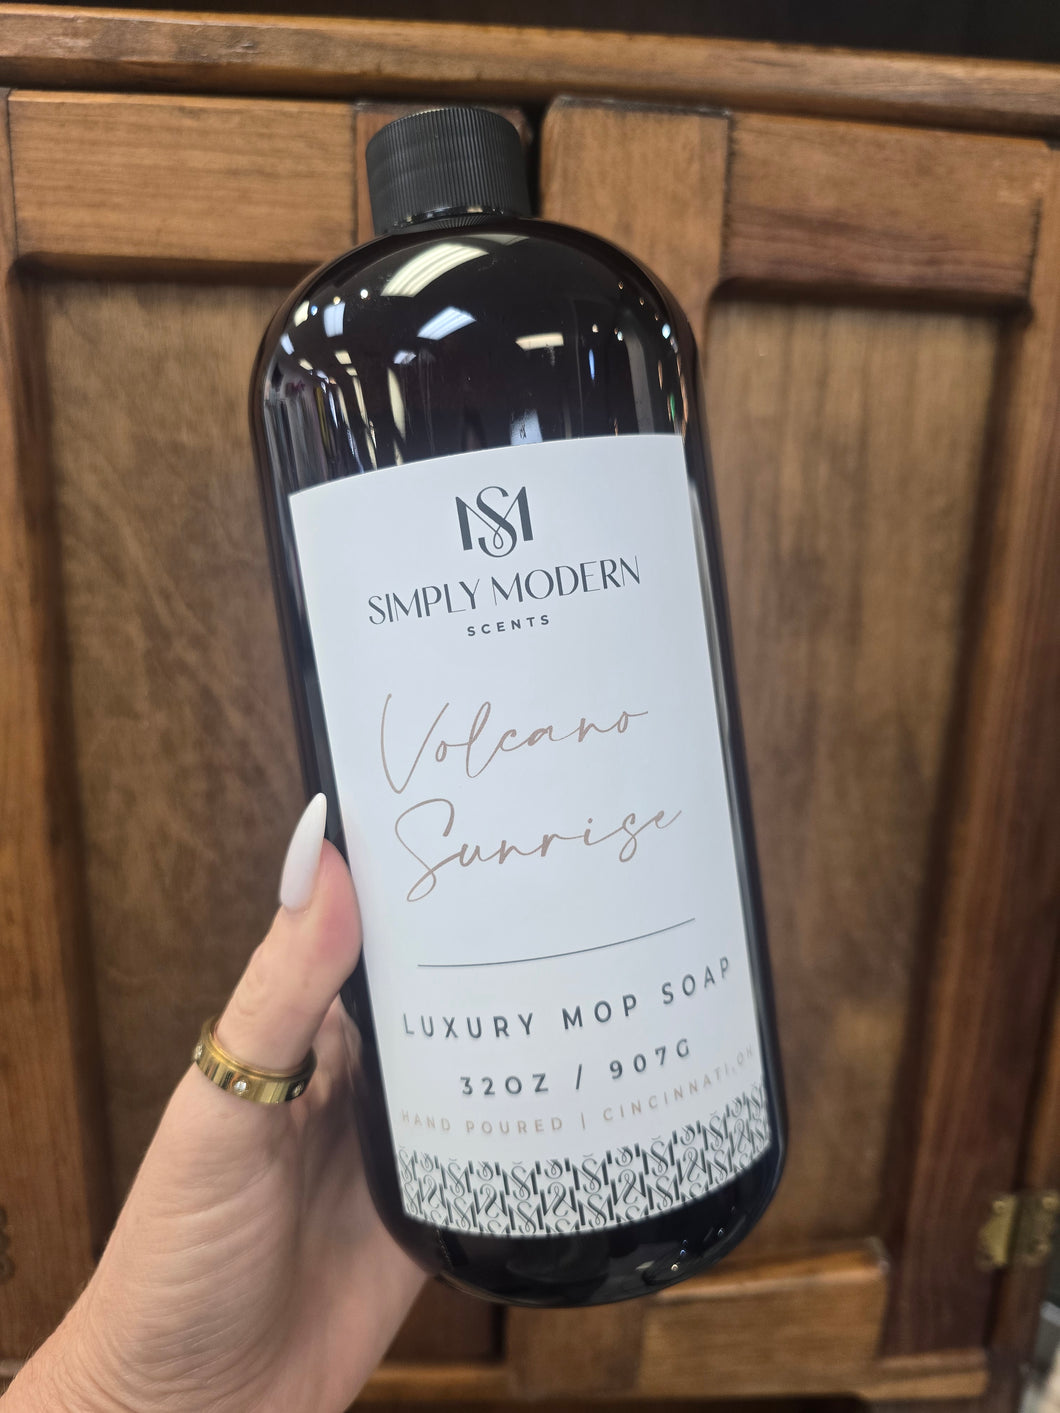 SM
SIMPLY MODERN
SCENTS
Volcano
Sunrise
LUXURY MOP SOAP
32OZ / 907G
HAND POURED | CINCINNATI, OH